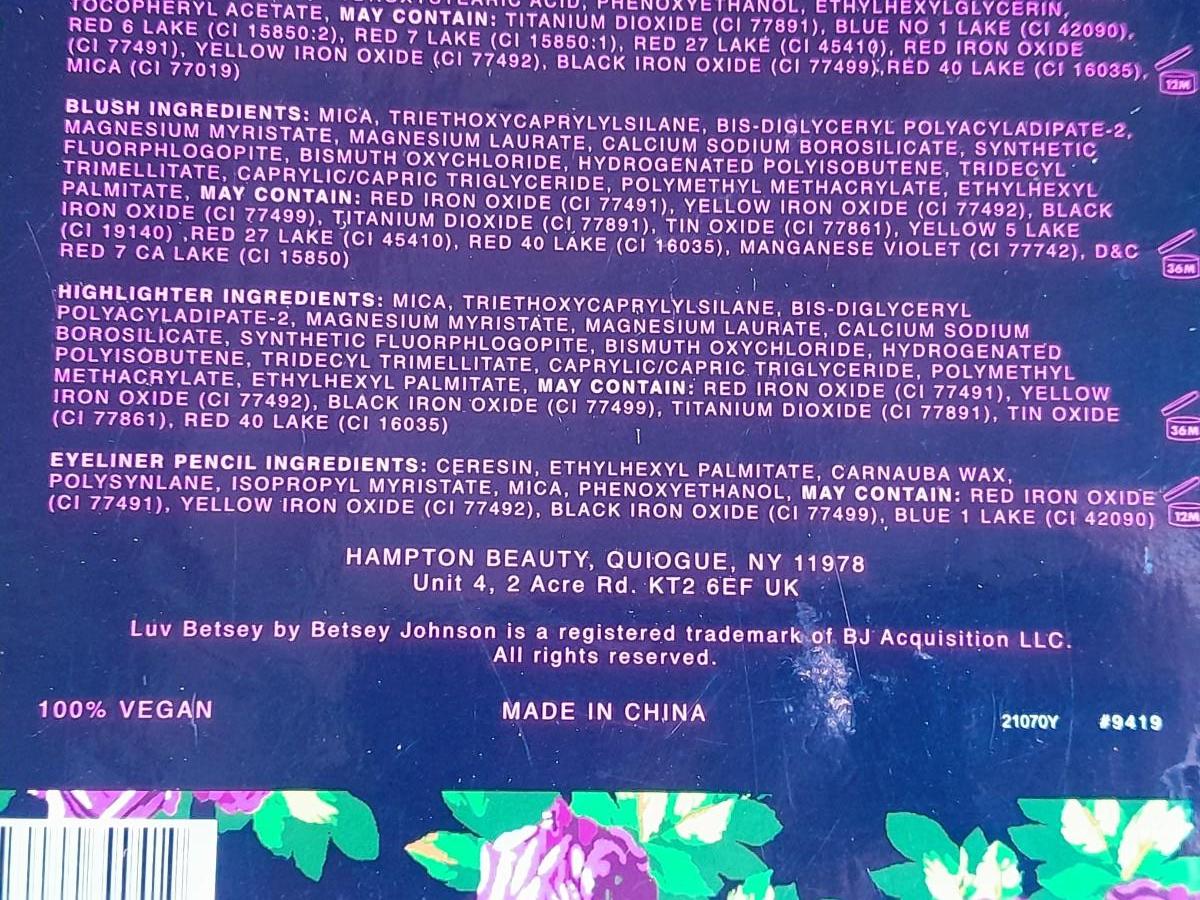 TOCOPHERYL ACETATE, MAY CONTAIN: TITANIUM DIOXIDE (CI 77891), BLUE NO 1 LAKE (CI 42090),
RED 6 LAKE (CI 15850:2), RED 7 LAKE (CI 15850:1), RED 27 LAKE (CI 45410), RED IRON OXIDE
(CI 77491), YELLOW IRON OXIDE (CI 77492), BLACK IRON OXIDE (CI 77499),RED 40 LAKE (CI 16035),
MICA (CI 77019)
12M
BLUSH INGREDIENTS: MICA, TRIETHOXYCAPRYLYLSILANE, BIS-DIGLYCERYL POLYACYLADIPATE-2,
MAGNESIUM MYRISTATE, MAGNESIUM LAURATE, CALCIUM SODIUM BOROSILICATE, SYNTHETIC
FLUORPHLOGOPITE, BISMUTH OXYCHLORIDE, HYDROGENATED POLYISOBUTENE, TRIDECYL
TRIMELLITATE, CAPRYLIC/CAPRIC TRIGLYCERIDE, POLYMETHYL METHACRYLATE, ETHYLHEXYL
PALMITATE, MAY CONTAIN: RED IRON OXIDE (CI 77491), YELLOW IRON OXIDE (CI 77492), BLACK
IRON OXIDE (CI 77499), TITANIUM DIOXIDE (CI 77891), TIN OXIDE (CI 77861), YELLOW 5 LAKE
(CI 19140) ,RED 27 LAKE (CI 45410), RED 40 LAKE (CI 16035), MANGANESE VIOLET (CI 77742), D&C
RED 7 CA LAKE (CI 15850)
36M
HIGHLIGHTER INGREDIENTS: MICA, TRIETHOXYCAPRYLYLSILANE, BIS-DIGLYCERYL
POLYACYLADIPATE-2, MAGNESIUM MYRISTATE, MAGNESIUM LAURATE, CALCIUM SODIUM
BOROSILICATE, SYNTHETIC FLUORPHLOGOPITE, BISMUTH OXYCHLORIDE, HYDROGENATED
POLYISOBUTENE, TRIDECYL TRIMELLITATE, CAPRYLIC/CAPRIC TRIGLYCERIDE, POLYMETHYL
METHACRYLATE, ETHYLHEXYL PALMITATE, MAY CONTAIN: RED IRON OXIDE (CI 77491), YELLOW
IRON OXIDE (CI 77492), BLACK IRON OXIDE (CI 77499), TITANIUM DIOXIDE (CI 77891), TIN OXIDE
(CI 77861), RED 40 LAKE (CI 16035)
36M
EYELINER PENCIL INGREDIENTS: CERESIN, ETHYLHEXYL PALMITATE, CARNAUBA WAX,
POLYSYNLANE, ISOPROPYL MYRISTATE, MICA, PHENOXYETHANOL, MAY CONTAIN: RED IRON OXIDE
(CI 77491), YELLOW IRON OXIDE (CI 77492), BLACK IRON OXIDE (CI 77499), BLUE 1 LAKE (CI 42090)
12M
HAMPTON BEAUTY, QUIOGUE, NY 11978
Unit 4, 2 Acre Rd. KT2 6EF UK
Luv Betsey by Betsey Johnson is a registered trademark of BJ Acquisition LLC.
All rights reserved.
100% VEGAN
MADE IN CHINA
21070Y #9419